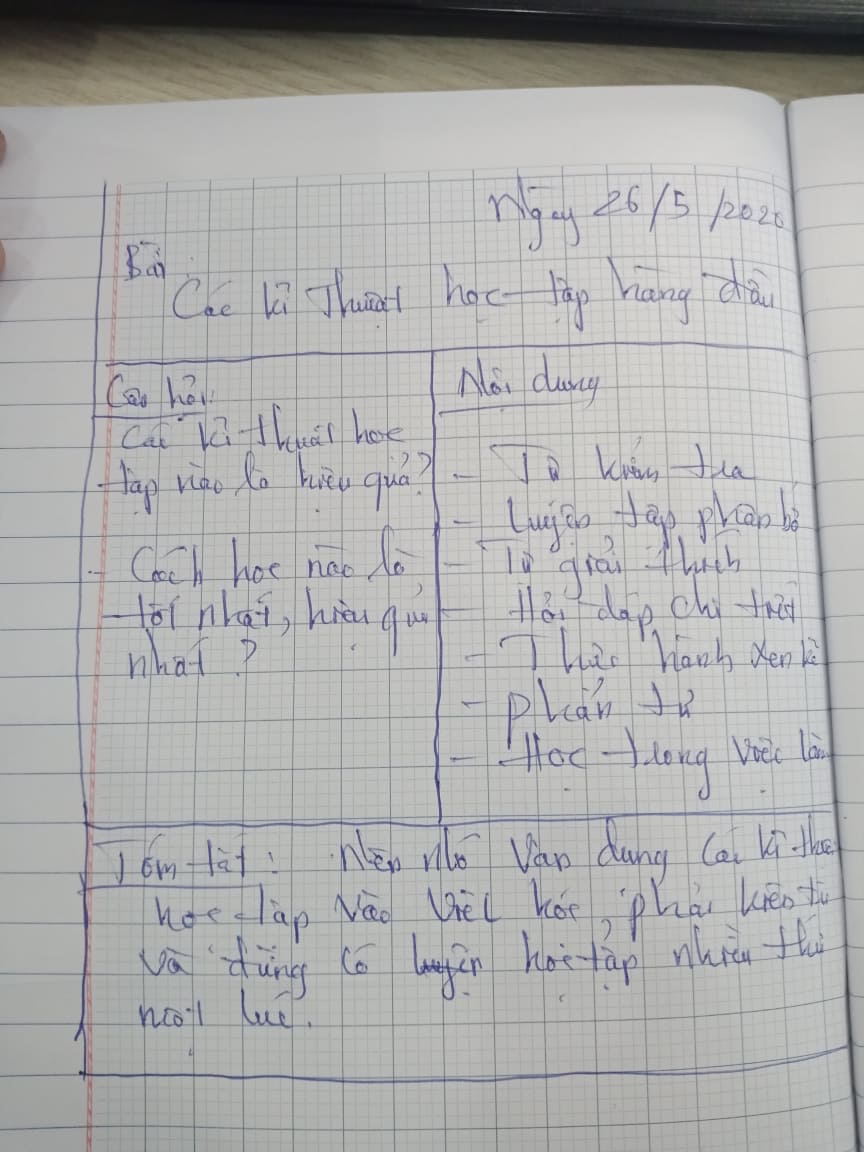 Ngày 26/5/2020
Bài:
Các kĩ thuật học tập hàng đầu
Câu hỏi:
Các kĩ thuật học
tập nào là hiệu quả?
- Cách học nào là
tốt nhất, hiệu quả
nhất?
Nội dung
- Tự kiểm tra
- Luyện tập phân bổ
- Tự giải thích
- Hỏi đáp chi tiết
- Thực hành xen kẽ
- Phấn tử
- Học trong việc làm
Tóm tắt: Nên nhớ vận dụng các kĩ thuật
học tập vào việc học, phải kiên trì
và đừng có luyện học tập nhiều thứ
một lúc.